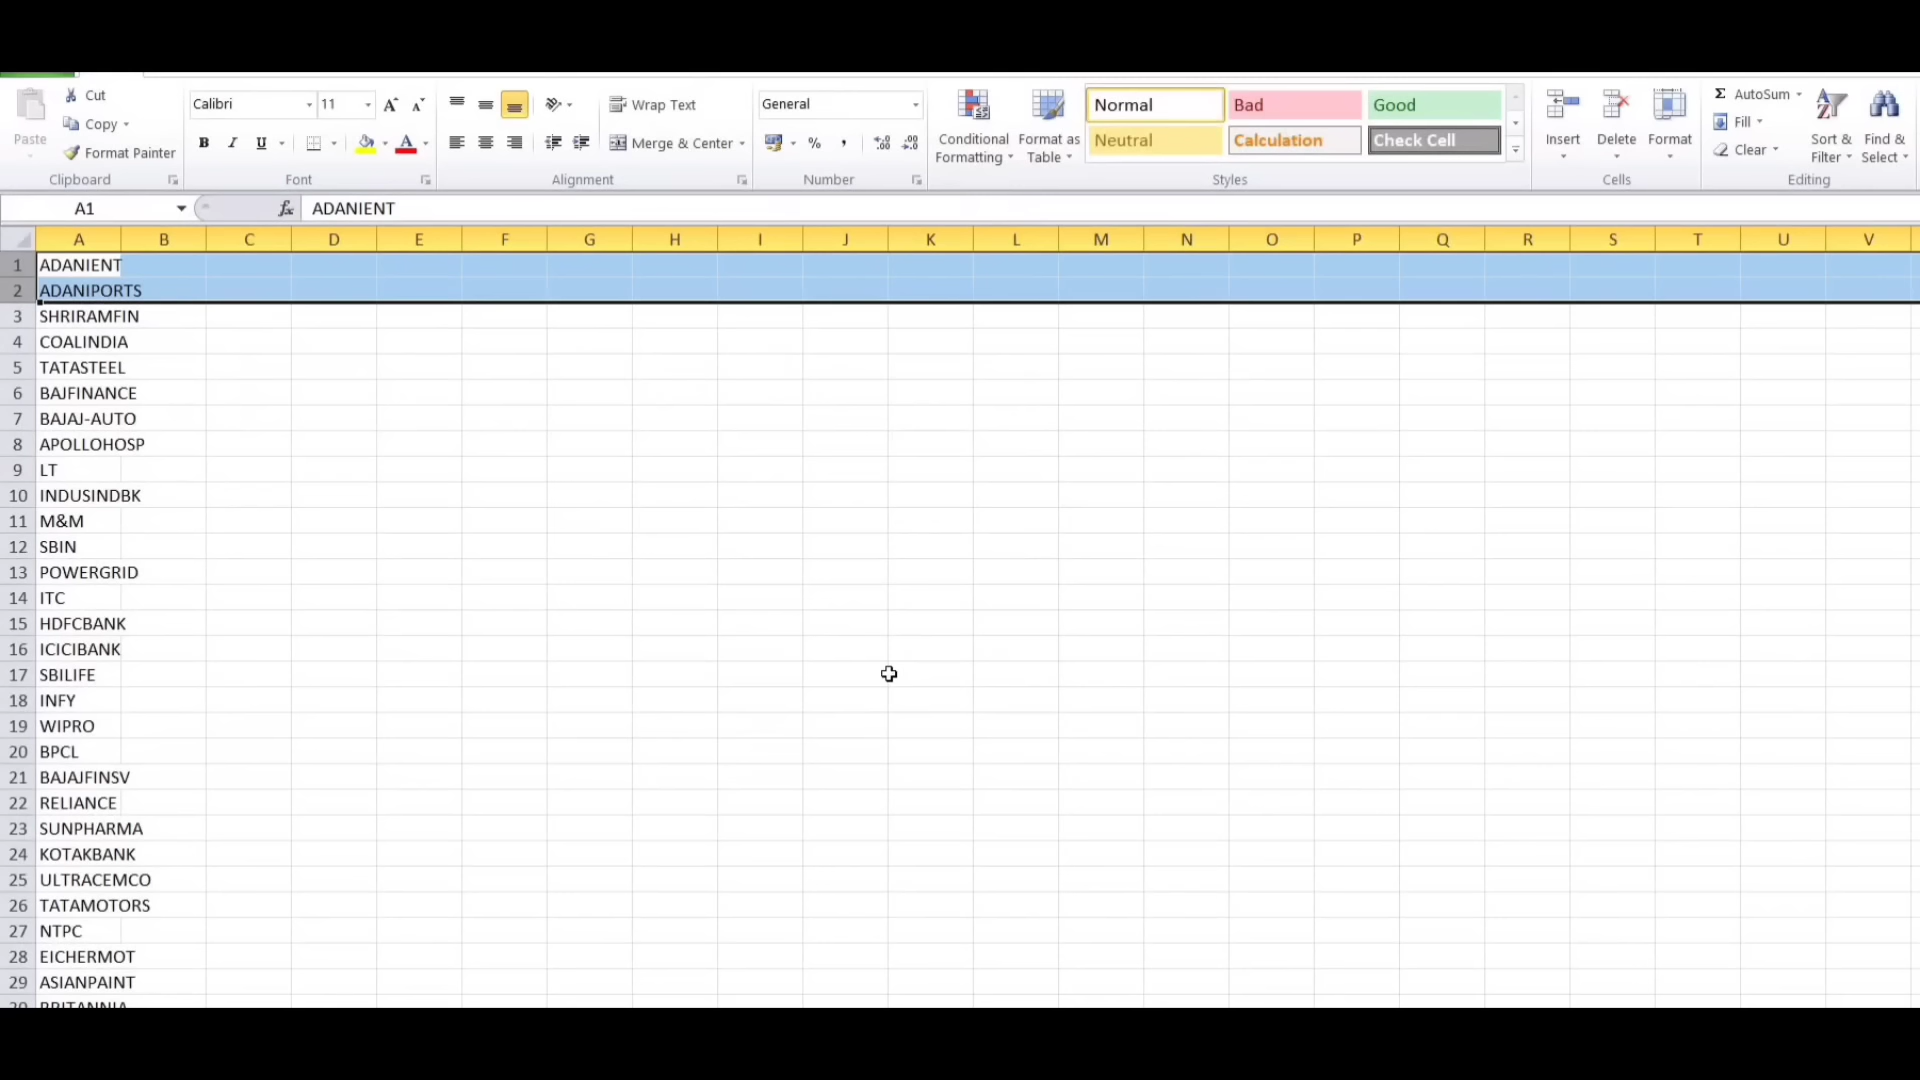 Cut
Calibri 11 Wrap Text General Normal Bad Good AutoSum
Paste Copy Conditional Formatting Format as Table Insert Delete Format Fill Sort & Filter Find & Select
Format Painter B I U Merge & Center % , Neutral Calculation Check Cell Clear
Clipboard Font Alignment Number Styles Cells Editing
A1 fx ADANIENT
A B C D E F G H I J K L M N O P Q R S T U V
1 ADANIENT
2 ADANIPORTS
3 SHRIRAMFIN
4 COALINDIA
5 TATASTEEL
6 BAJFINANCE
7 BAJAJ-AUTO
8 APOLLOHOSP
9 LT
10 INDUSINDBK
11 M&M
12 SBIN
13 POWERGRID
14 ITC
15 HDFCBANK
16 ICICIBANK
17 SBILIFE
18 INFY
19 WIPRO
20 BPCL
21 BAJAJFINSV
22 RELIANCE
23 SUNPHARMA
24 KOTAKBANK
25 ULTRACEMCO
26 TATAMOTORS
27 NTPC
28 EICHERMOT
29 ASIANPAINT